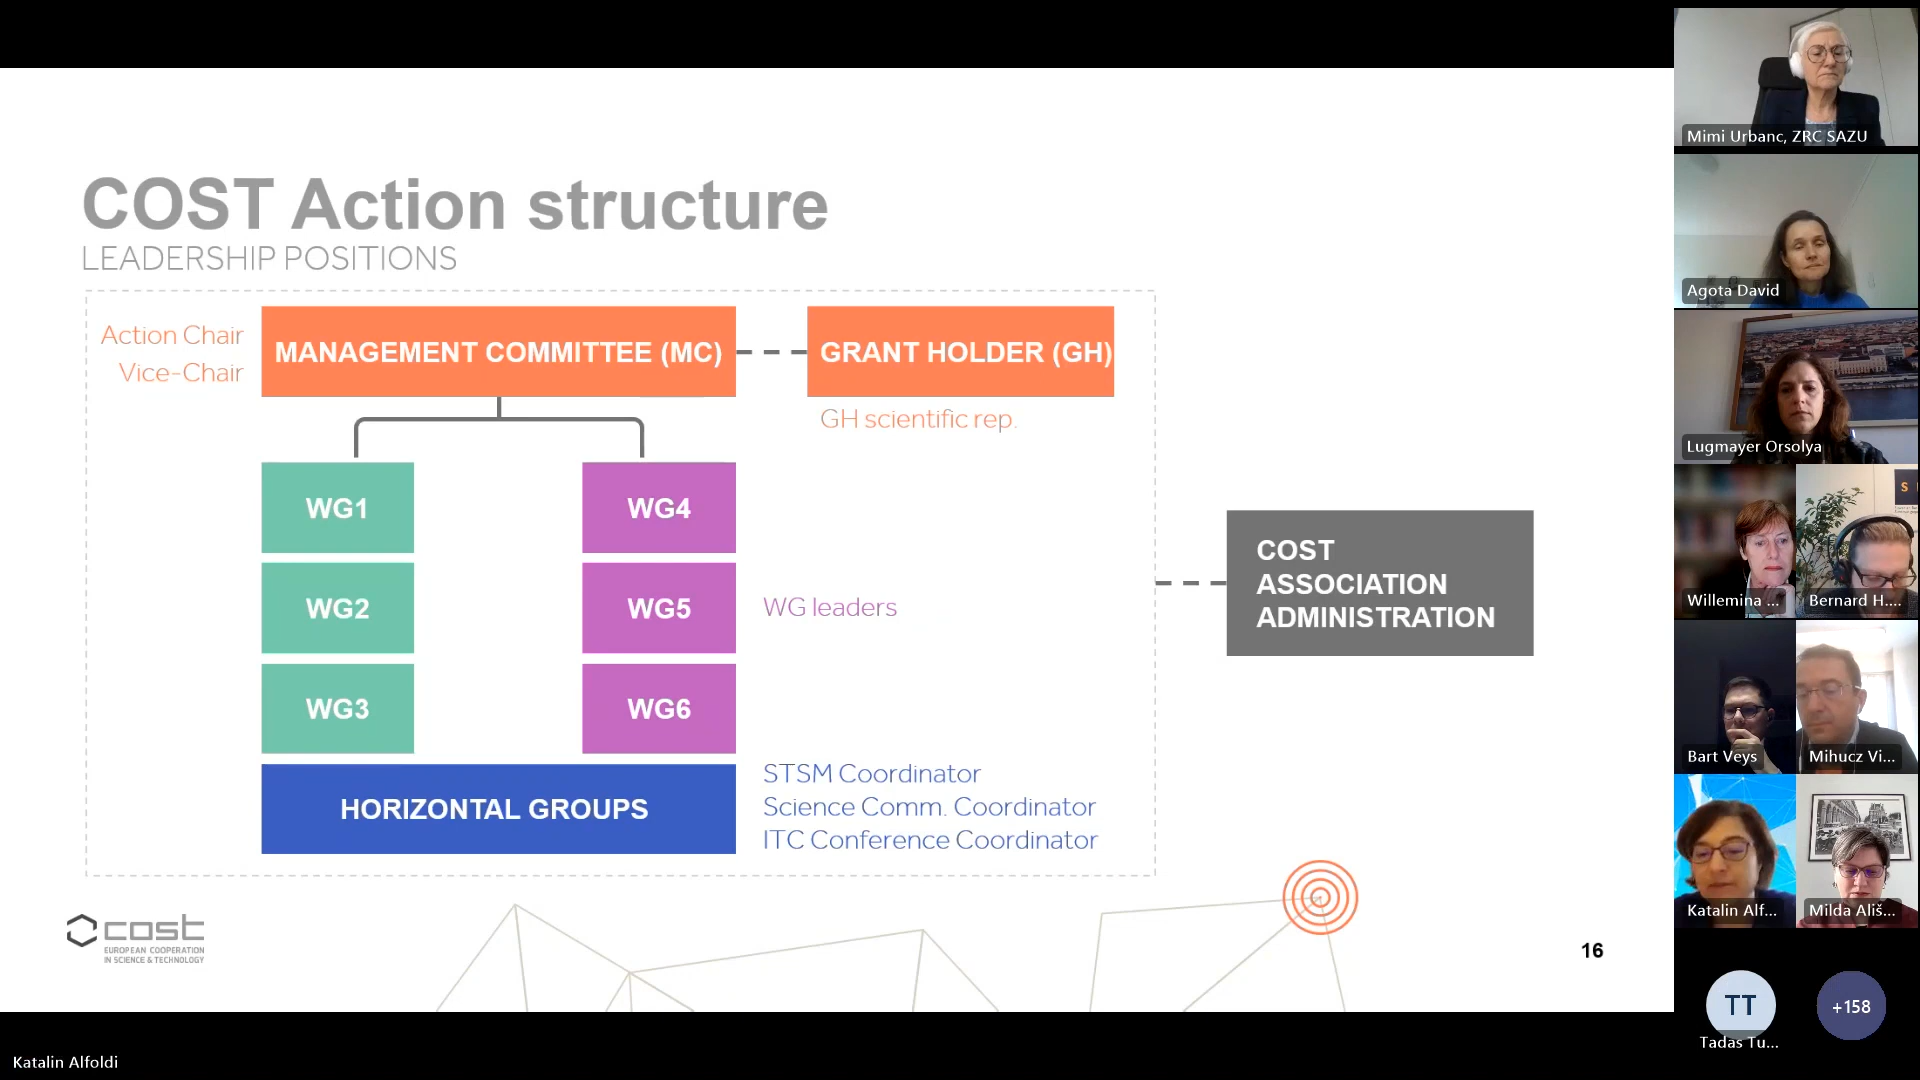 COST Action structure
LEADERSHIP POSITIONS
Action Chair
Vice-Chair
MANAGEMENT COMMITTEE (MC)
GRANT HOLDER (GH)
GH scientific rep.
WG1
WG4
WG2
WG5
WG leaders
WG3
WG6
HORIZONTAL GROUPS
STSM Coordinator
Science Comm. Coordinator
ITC Conference Coordinator
COST
ASSOCIATION
ADMINISTRATION
cost
EUROPEAN COOPERATION
IN SCIENCE & TECHNOLOGY
16
Katalin Alfoldi
Mimi Urbanc, ZRC SAZU
Agota David
Lugmayer Orsolya
Willemina ...
Bernard H....
Bart Veys
Mihucz Vi...
Katalin Alf...
Milda Ališ...
TT
+158
Tadas Tu...